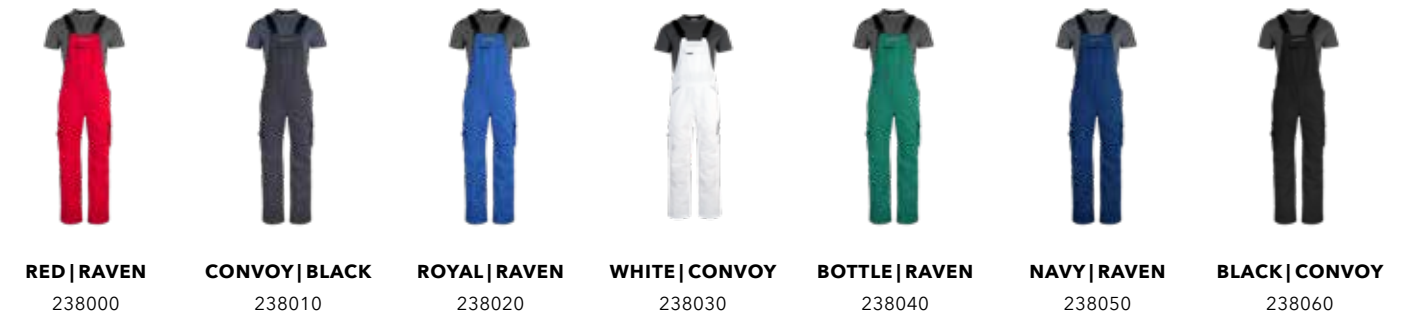 RED|RAVEN
238000
CONVOY|BLACK
238010
ROYAL|RAVEN
238020
WHITE|CONVOY
238030
BOTTLE|RAVEN
238040
NAVY|RAVEN
238050
BLACK|CONVOY
238060